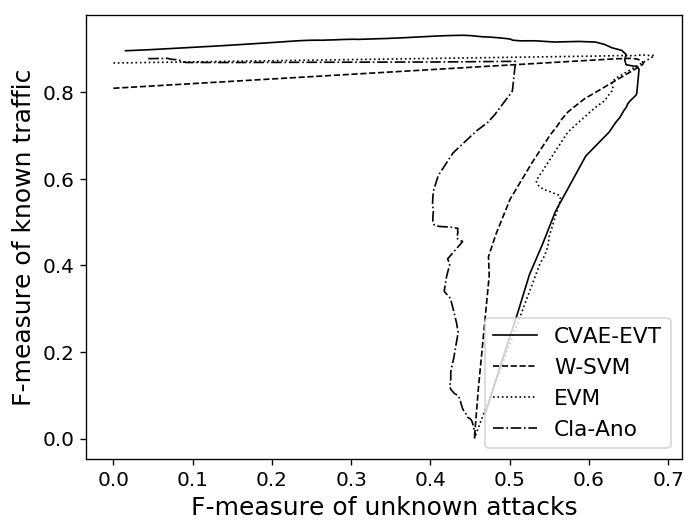 F-measure of known traffic
0.8
0.6
0.4
0.2
0.0
CVAE-EVT
W-SVM
EVM
Cla-Ano
0.0 0.1 0.2 0.3 0.4 0.5 0.6 0.7
F-measure of unknown attacks